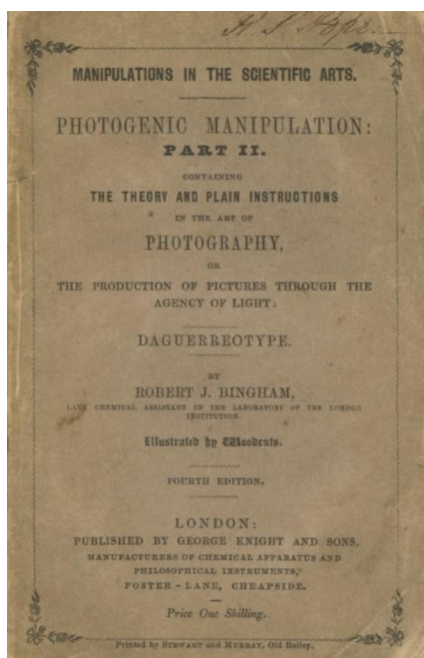 MANIPULATIONS IN THE SCIENTIFIC ARTS.
PHOTOGENIC MANIPULATION:
PART II.
CONTAINING
THE THEORY AND PLAIN INSTRUCTIONS
IN THE ART OF
PHOTOGRAPHY,
OR
THE PRODUCTION OF PICTURES THROUGH THE
AGENCY OF LIGHT:
DAGUERREOTYPE.
BY
ROBERT J. BINGHAM,
LATE CHEMICAL ASSISTANT IN THE LABORATORY OF THE LONDON
INSTITUTION.
Illustrated by Woodcuts.
FOURTH EDITION.
LONDON:
PUBLISHED BY GEORGE KNIGHT AND SONS,
MANUFACTURERS OF CHEMICAL APPARATUS AND
PHILOSOPHICAL INSTRUMENTS,
FOSTER-LANE, CHEAPSIDE.
Price One Shilling.
Printed by STEWART and MURRAY, Old Bailey.